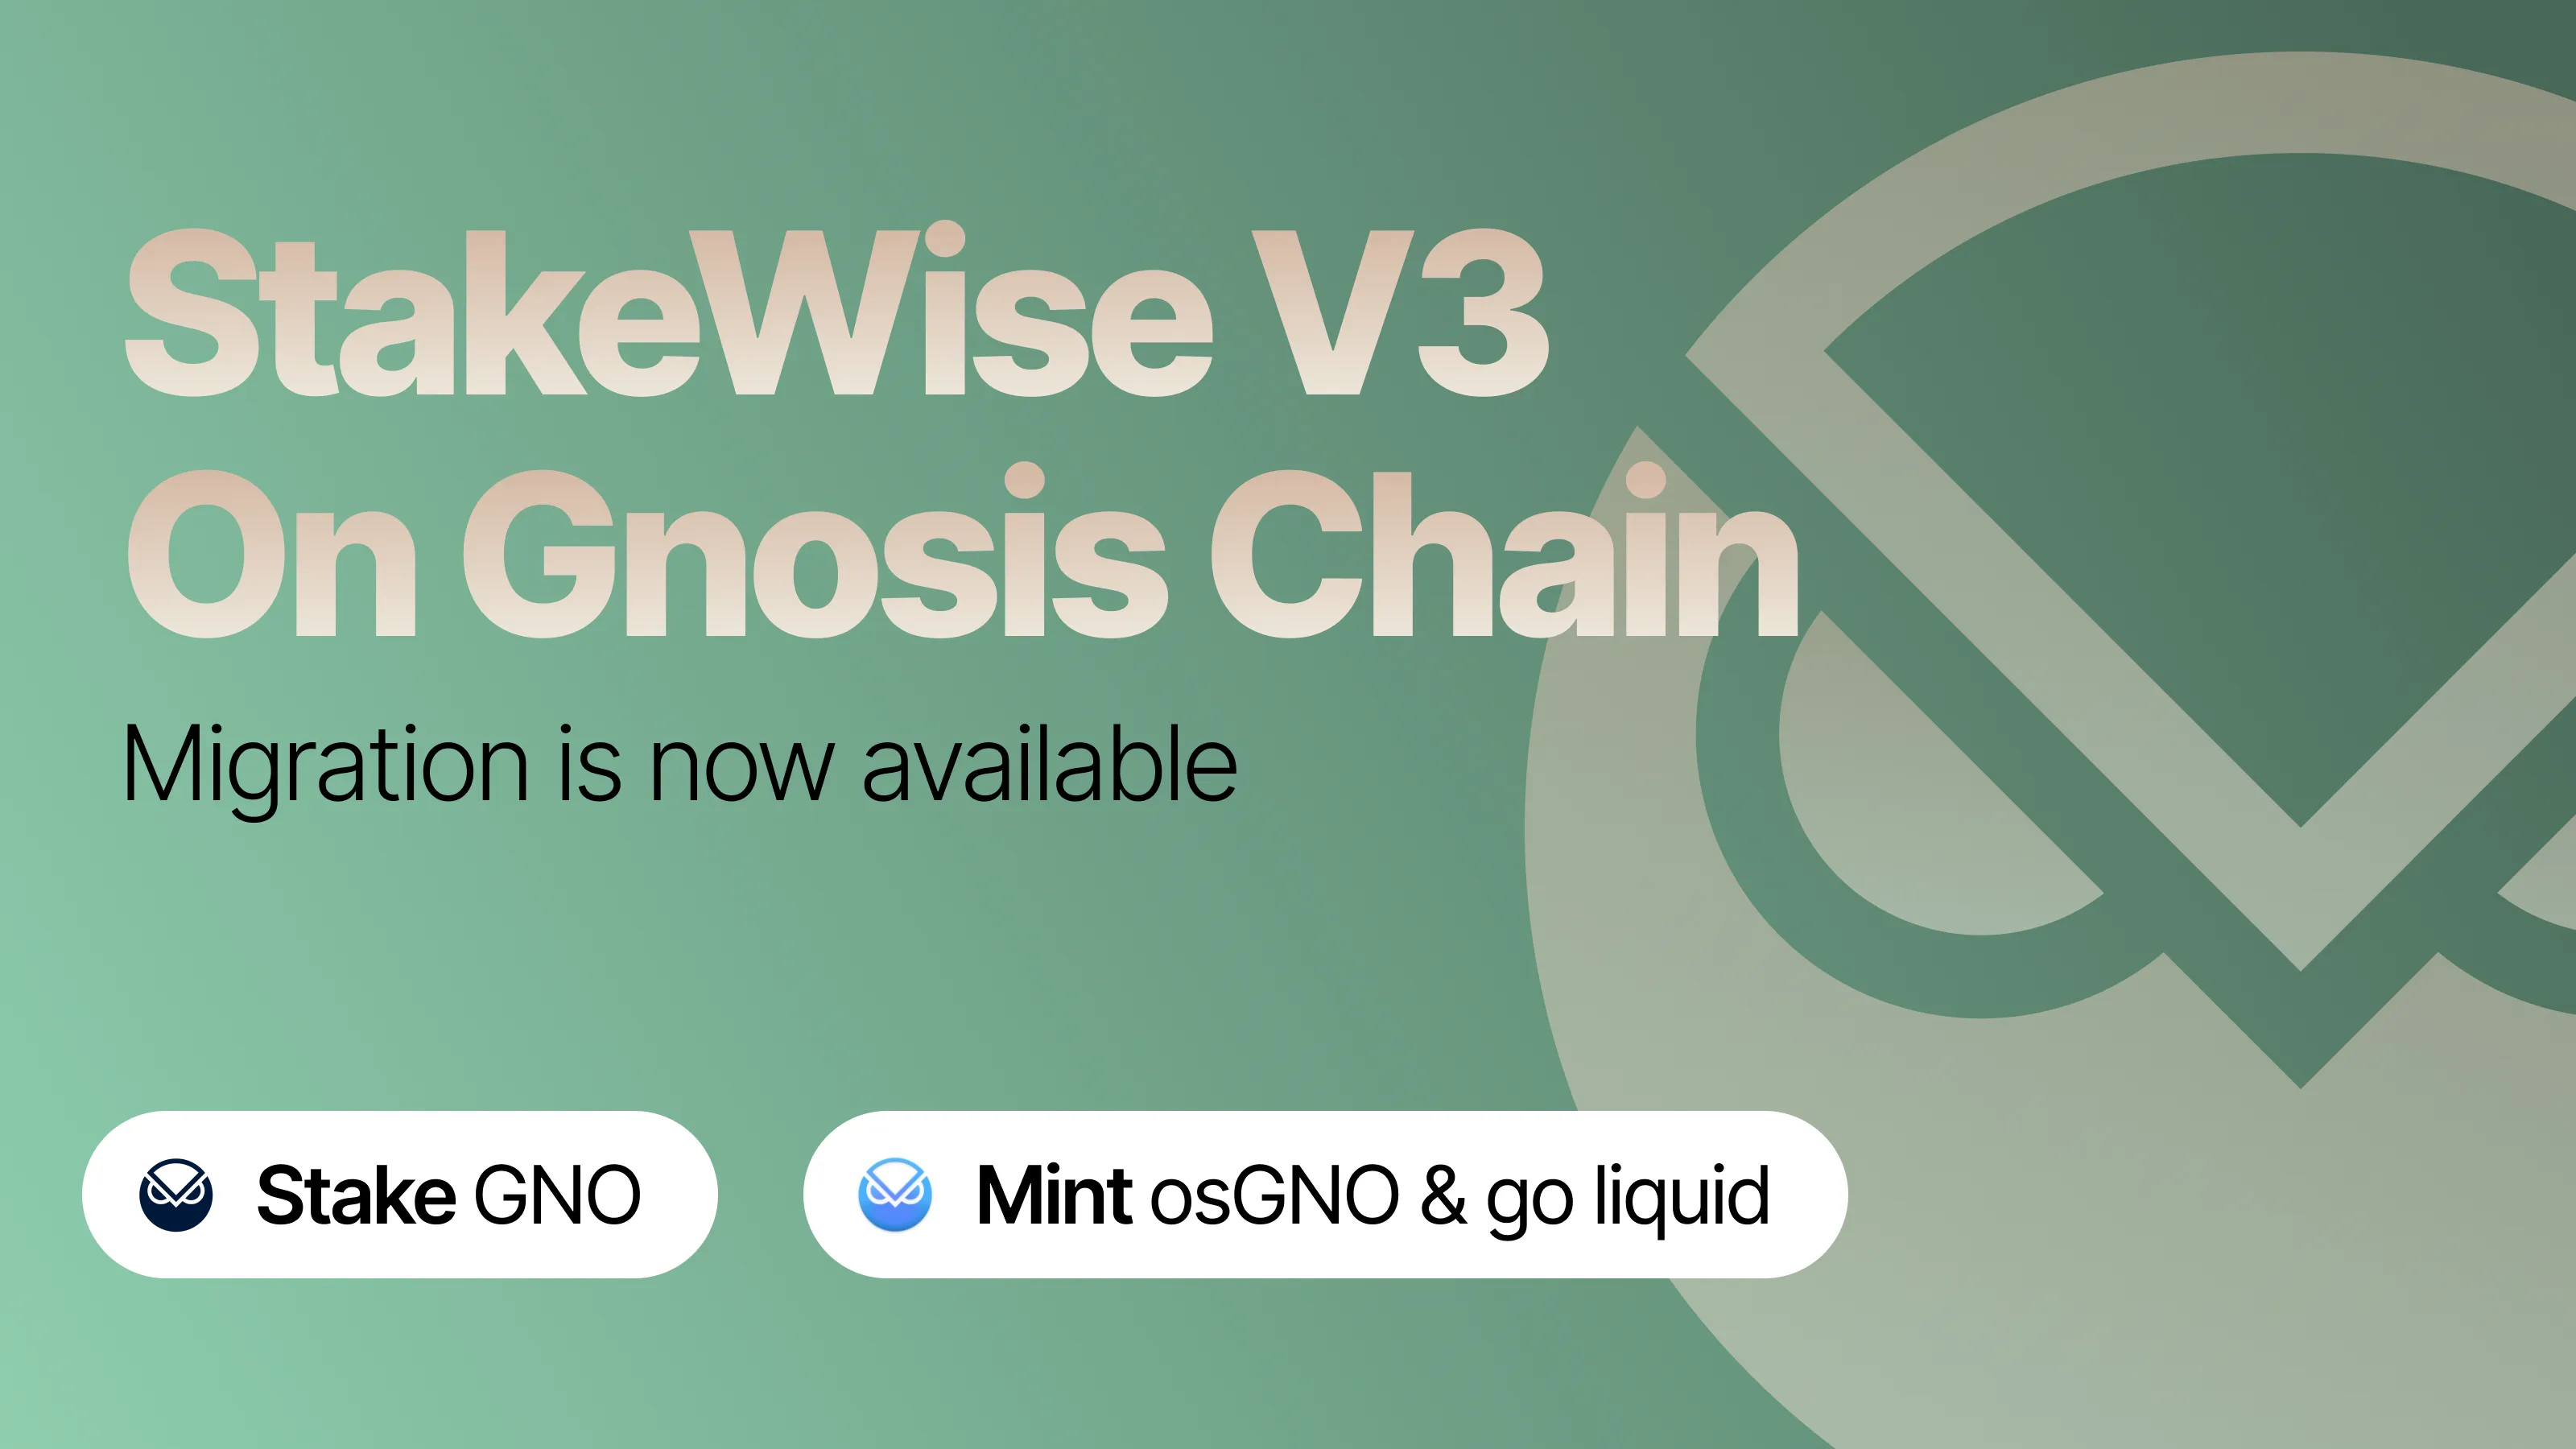 StakeWise V3
On Gnosis Chain
Migration is now available
Stake GNO
Mint osGNO & go liquid